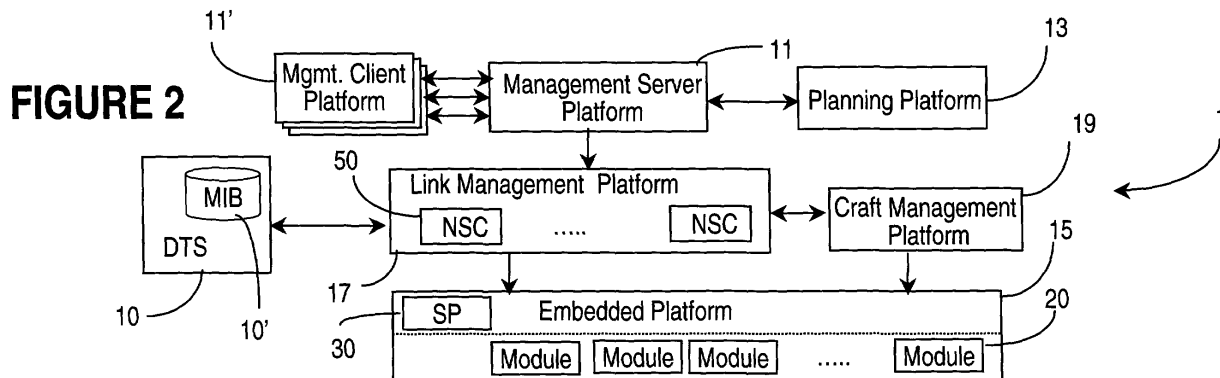 11'
11
13
FIGURE 2
Mgmt. Client
Platform
Management Server
Platform
Planning Platform
50
19
MIB
DTS
Link Management Platform
NSC
.....
NSC
Craft Management
Platform
15
10
10'
17
SP
Embedded Platform
20
30
Module
Module
Module
.....
Module